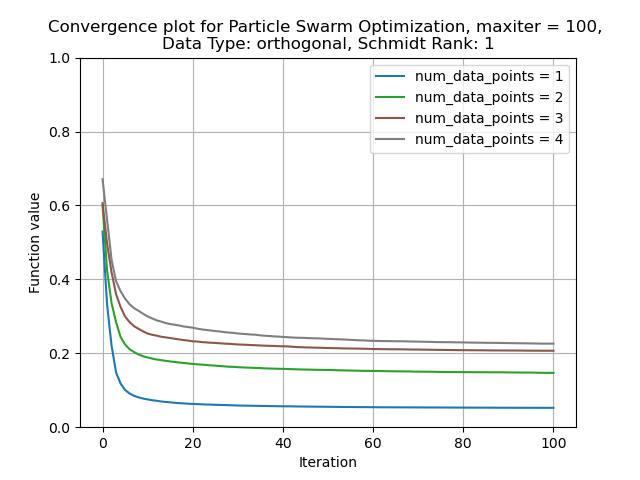 Convergence plot for Particle Swarm Optimization, maxiter = 100,
Data Type: orthogonal, Schmidt Rank: 1
num_data_points = 1
num_data_points = 2
num_data_points = 3
num_data_points = 4
Function value
1.0
0.8
0.6
0.4
0.2
0.0
0 20 40 60 80 100
Iteration